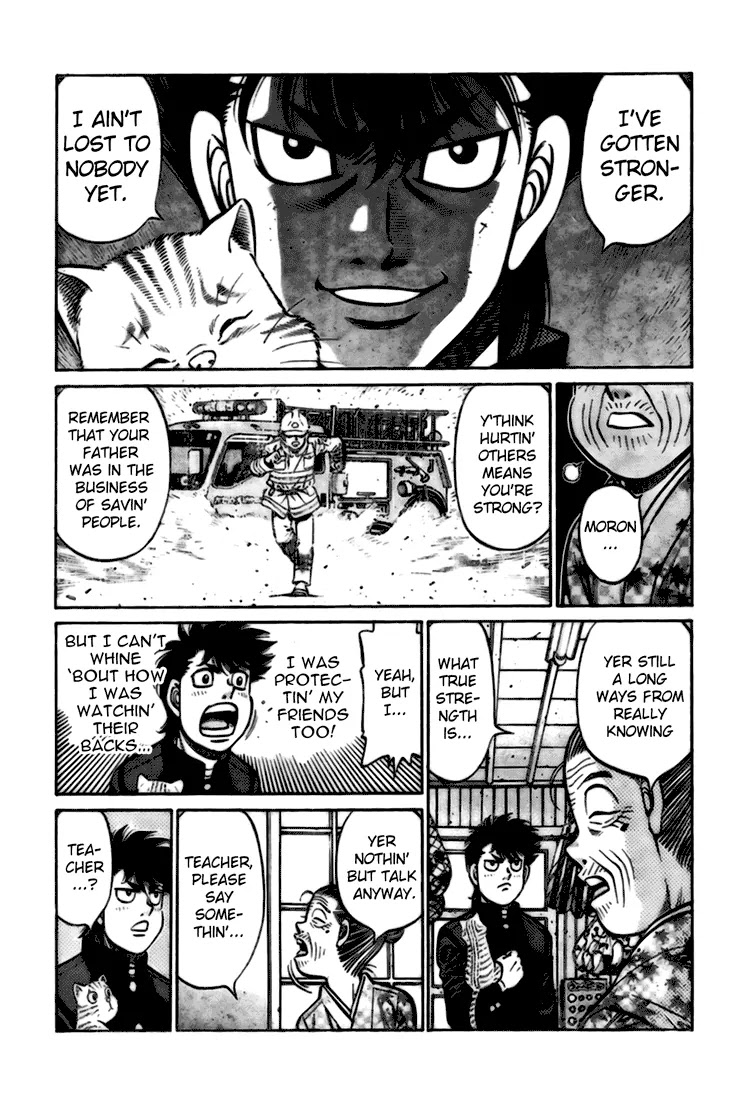 I'VE
GOTTEN
STRON-
GER.
I AIN'T
LOST TO
NOBODY
YET.
MORON
...
Y'THINK
HURTIN'
OTHERS
MEANS
YOU'RE
STRONG?
REMEMBER
THAT YOUR
FATHER
WAS IN THE
BUSINESS
OF SAVIN'
PEOPLE.
YER STILL
A LONG
WAYS FROM
REALLY
KNOWING
WHAT
TRUE
STRE-
NGTH
IS...
YEAH,
BUT
I...
I WAS
PROTEC-
TIN' MY
FRIENDS
TOO!
BUT I CAN'T
WHINE
'BOUT HOW
I WAS
WATCHIN'
THEIR
BACKS...
YER
NOTHIN'
BUT TALK
ANYWAY.
TEACHER,
PLEASE
SAY
SOME-
THIN'...
TEA-
CHER
...?